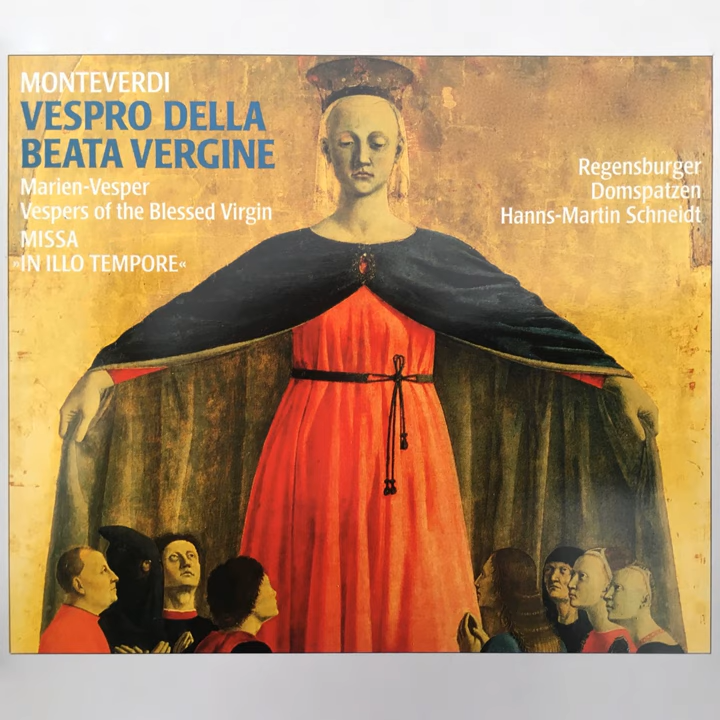 MONTEVERDI
VESPRO DELLA
BEATA VERGINE
Marien-Vesper
Vespers of the Blessed Virgin
MISSA
»IN ILLO TEMPORE«
Regensburger
Domspatzen
Hanns-Martin Schneidt